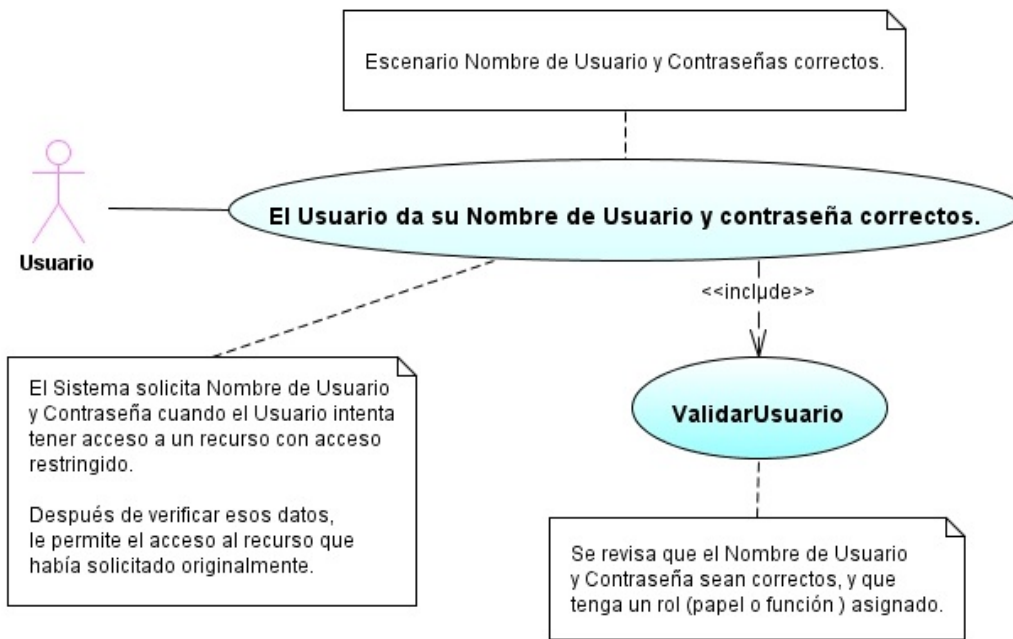 Escenario Nombre de Usuario y Contraseñas correctos.
El Usuario da su Nombre de Usuario y contraseña correctos.
Usuario
<<include>>
El Sistema solicita Nombre de Usuario
y Contraseña cuando el Usuario intenta
tener acceso a un recurso con acceso
restringido.
Después de verificar esos datos,
le permite el acceso al recurso que
había solicitado originalmente.
ValidarUsuario
Se revisa que el Nombre de Usuario
y Contraseña sean correctos, y que
tenga un rol (papel o función ) asignado.